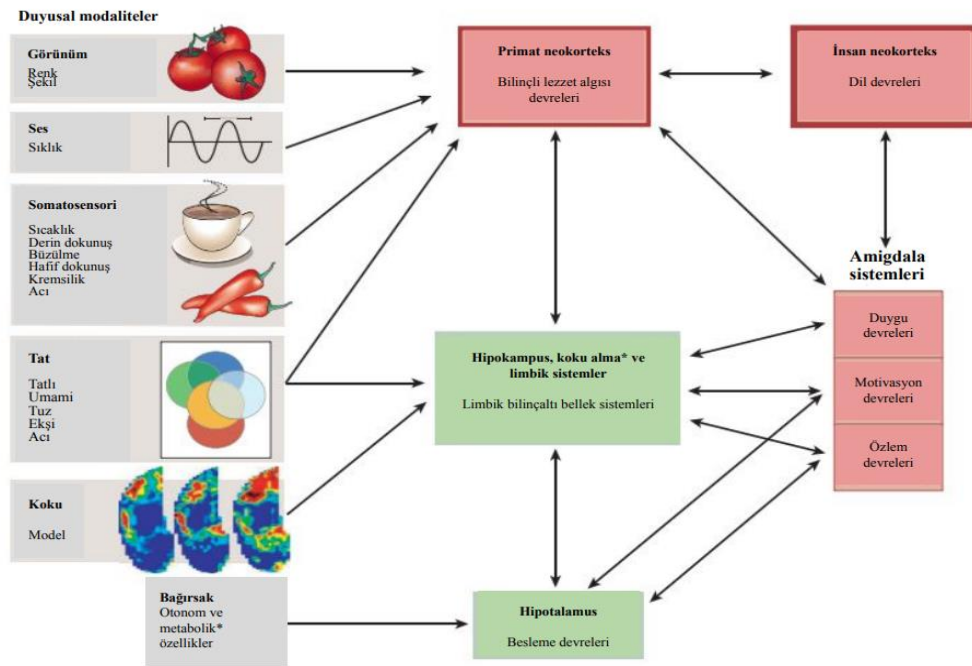 Duyusal modaliteler
Görünüm
Renk
Şekil
Ses
Sıklık
Somatosensori
Sıcaklık
Derin dokunuş
Büzülme
Hafif dokunuş
Kremsilik
Acı
Tat
Tatlı
Umami
Tuz
Ekşi
Acı
Koku
Model
Bağırsak
Otonom ve
metabolik*
özellikler
Primat neokorteks
Bilinçli lezzet algısı
devreleri
İnsan neokorteks
Dil devreleri
Hipokampus, koku alma* ve
limbik sistemler
Limbik bilinçaltı bellek sistemleri
Amigdala
sistemleri
Duygu
devreleri
Motivasyon
devreleri
Özlem
devreleri
Hipotalamus
Besleme devreleri